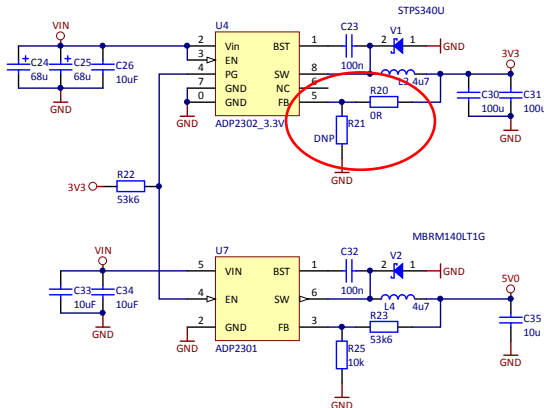 STPS340U
VIN
U4
C23
V1
2
Vin
BST
1
2
1
GND
3
EN
100n
C24
C25
C26
4
PG
SW
8
3V3
68u
68u
10uF
7
GND
NC
6
L3 4u7
0
GND
FB
5
R20
GND
ADP2302_3.3V
R21
0R
C30
C31
GND
DNP
100u
100u
R22
GND
GND
3V3
53k6
MBRM140LT1G
VIN
U7
C32
V2
5
VIN
BST
1
2
1
GND
100n
C33
C34
5V0
10uF
10uF
4
EN
SW
6
L4
4u7
R23
GND
2
GND
FB
3
C35
53k6
10u
GND
ADP2301
R25
10k
GND
GND